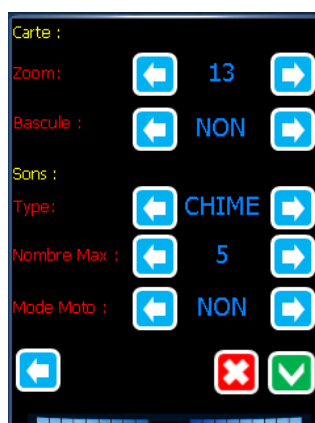 Carte :
Zoom: 13
Bascule : NON
Sons :
Type: CHIME
Nombre Max : 5
Mode Moto : NON